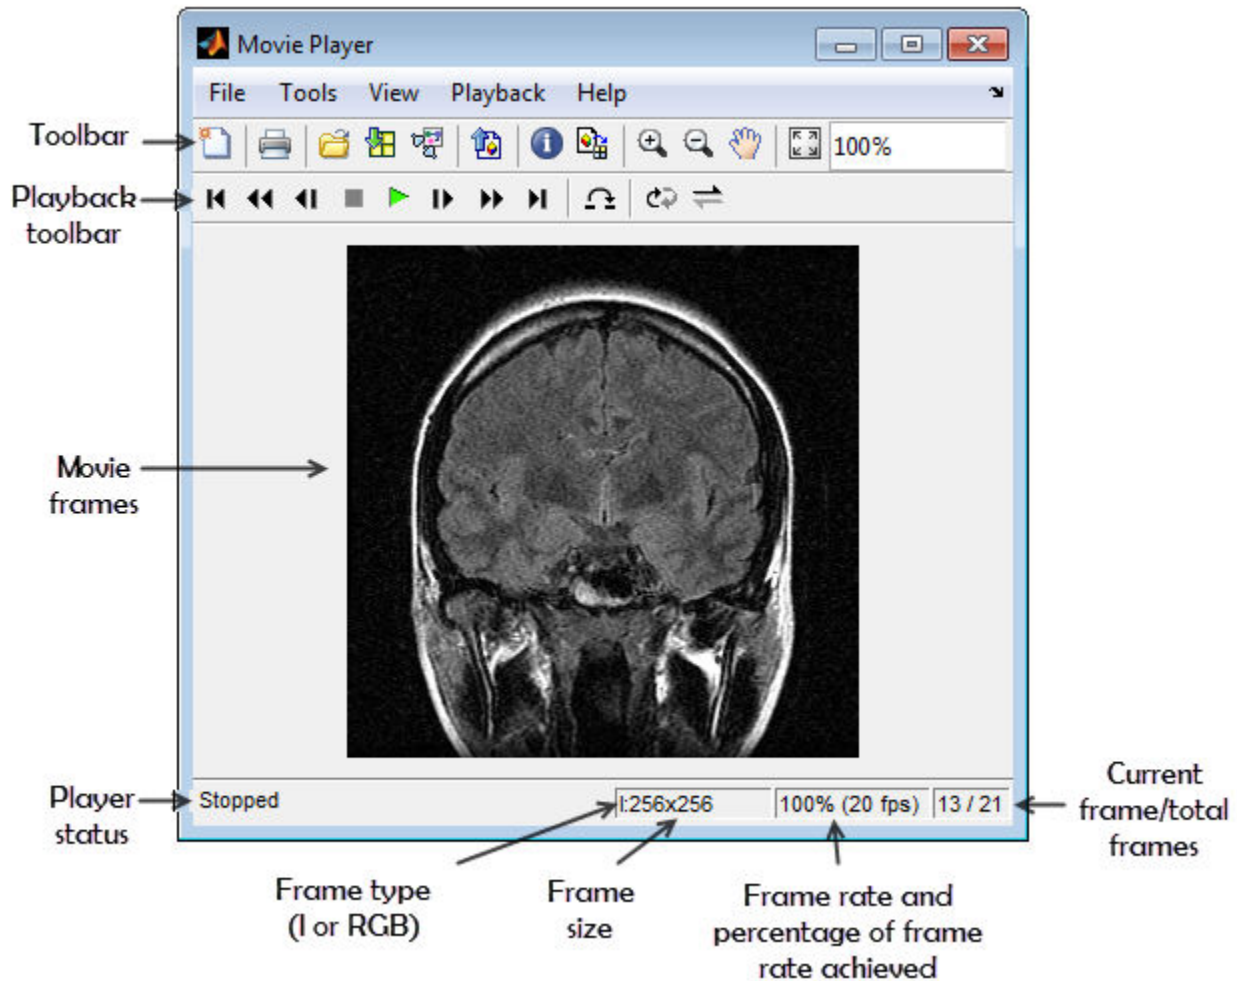 Movie Player
File Tools View Playback Help
Toolbar
100%
Playback
toolbar
Movie
frames
Player
status
Stopped
I:256x256
100% (20 fps)
13 / 21
Current
frame/total
frames
Frame type
(I or RGB)
Frame
size
Frame rate and
percentage of frame
rate achieved